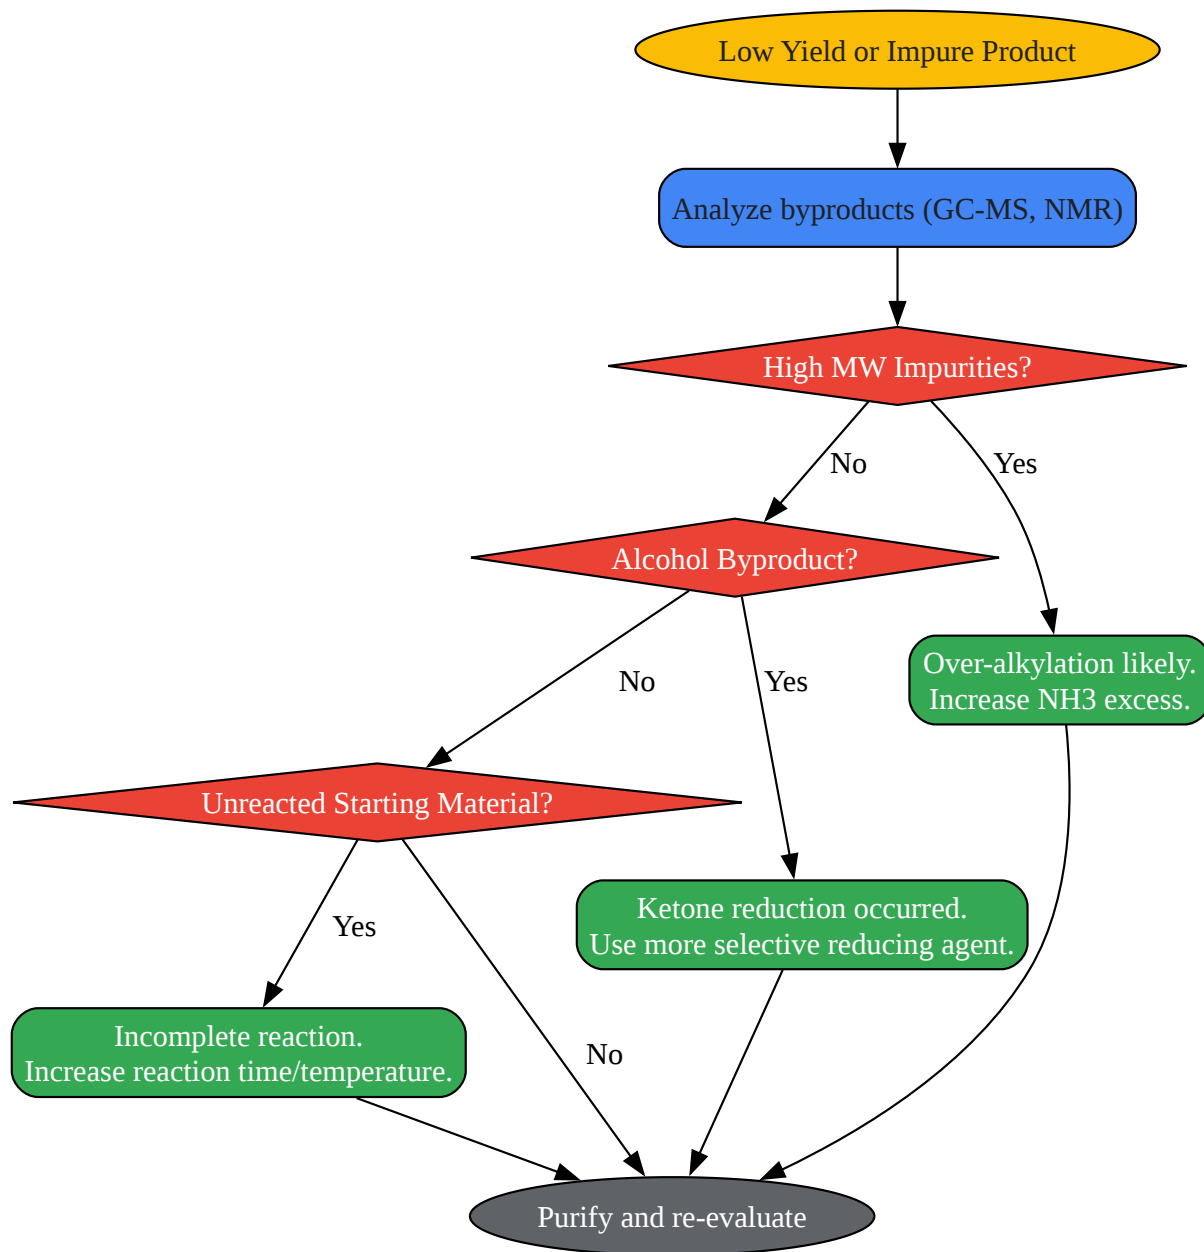 Low Yield or Impure Product
Analyze byproducts (GC-MS, NMR)
High MW Impurities?
No
Yes
Alcohol Byproduct?
No
Yes
Over-alkylation likely.
Increase NH3 excess.
Unreacted Starting Material?
Yes
No
Ketone reduction occurred.
Use more selective reducing agent.
Incomplete reaction.
Increase reaction time/temperature.
Purify and re-evaluate